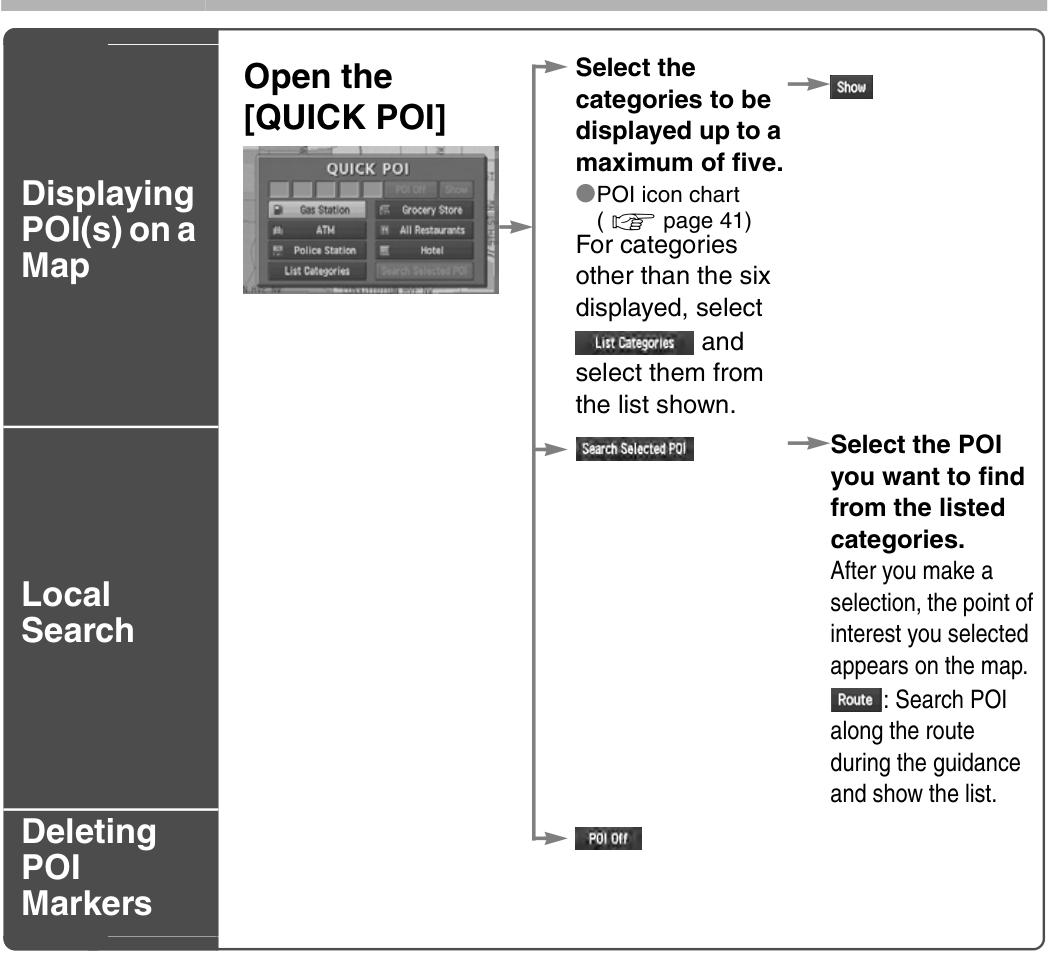 Displaying
POI(s) on a
Map
Open the
[QUICK POI]
QUICK POI
POI Off Show
Gas Station Grocery Store
ATM All Restaurants
Police Station Hotel
List Categories Search Selected POI
Select the
categories to be
displayed up to a
maximum of five.
●POI icon chart
( ☞ page 41)
For categories
other than the six
displayed, select
List Categories and
select them from
the list shown.
Show
Local
Search
Search Selected POI
Select the POI
you want to find
from the listed
categories.
After you make a
selection, the point of
interest you selected
appears on the map.
Route : Search POI
along the route
during the guidance
and show the list.
Deleting
POI
Markers
POI Off